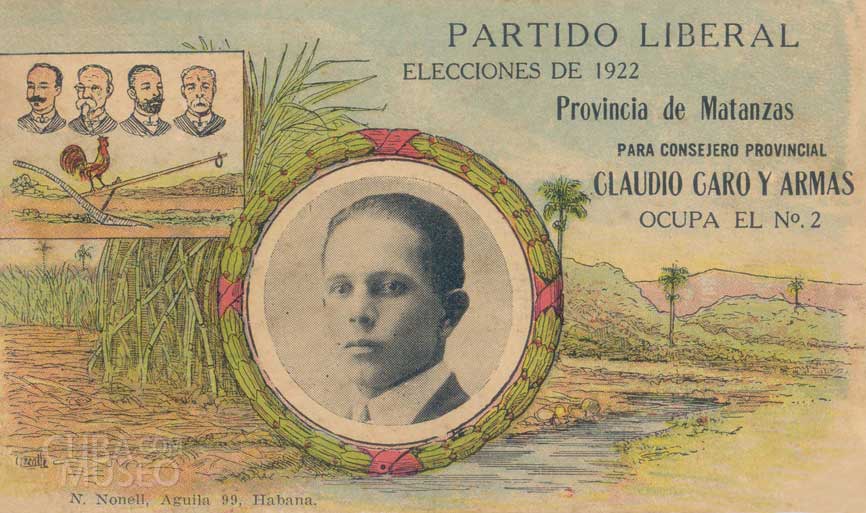 PARTIDO LIBERAL
ELECCIONES DE 1922
Provincia de Matanzas
PARA CONSEJERO PROVINCIAL
CLAUDIO CARO Y ARMAS
OCUPA EL No. 2
CUBA CON
MUSEO
N. Nonell, Aguila 99, Habana.